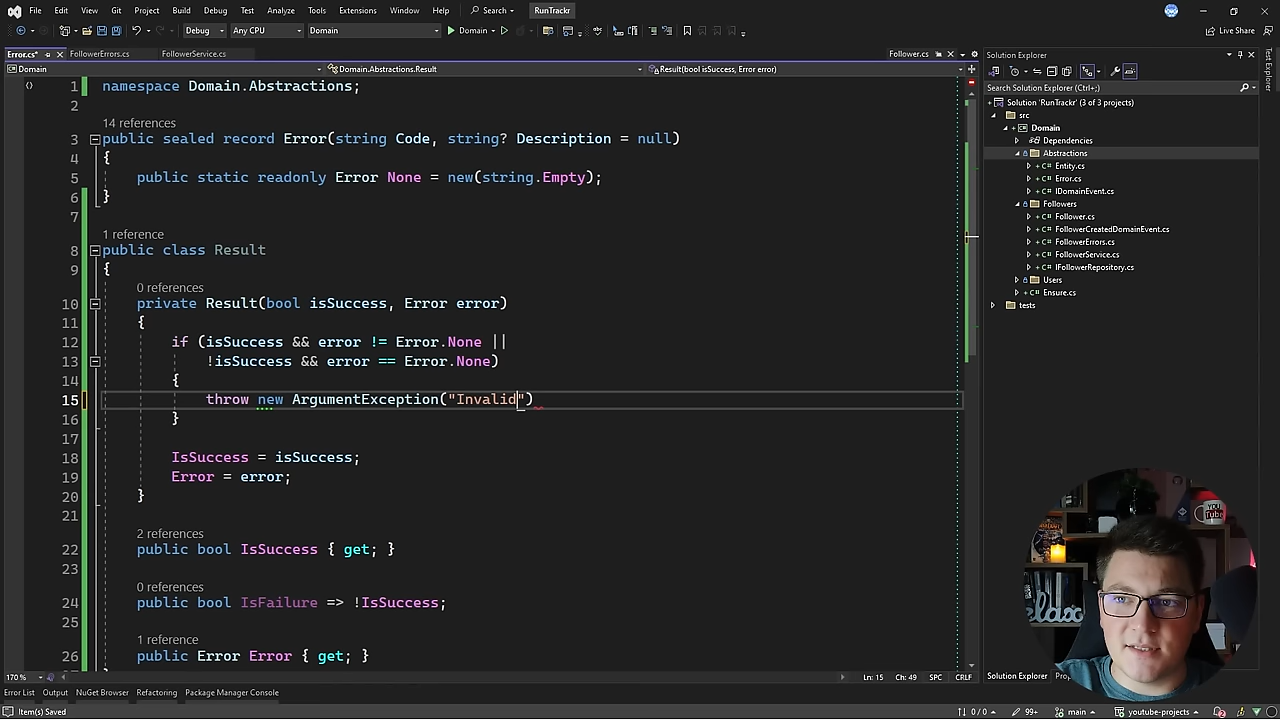 File Edit View Git Project Build Debug Test Analyze Tools Extensions Window Help Search RunTrackr
Debug Any CPU Domain Domain Live Share
Error.cs* FollowerErrors.cs FollowerService.cs Follower.cs
Domain Domain.Abstractions.Result Result(bool isSuccess, Error error)
1 namespace Domain.Abstractions;
2
14 references
3 public sealed record Error(string Code, string? Description = null)
4 {
5 public static readonly Error None = new(string.Empty);
6 }
7
1 reference
8 public class Result
9 {
0 references
10 private Result(bool isSuccess, Error error)
11 {
12 if (isSuccess && error != Error.None ||
13 !isSuccess && error == Error.None)
14 {
15 throw new ArgumentException("Invalid")
16 }
17
18 IsSuccess = isSuccess;
19 Error = error;
20 }
21
2 references
22 public bool IsSuccess { get; }
23
0 references
24 public bool IsFailure => !IsSuccess;
25
1 reference
26 public Error Error { get; }
170 % Ln: 15 Ch: 49 SPC CRLF
Error List Output NuGet Browser Refactoring Package Manager Console
Item(s) Saved 0 / 0 99+ main youtube-projects 2
Solution Explorer
Search Solution Explorer (Ctrl+;)
Solution 'RunTrackr' (3 of 3 projects)
src
C# Domain
Dependencies
Abstractions
C# Entity.cs
C# Error.cs
C# IDomainEvent.cs
Followers
C# Follower.cs
C# FollowerCreatedDomainEvent.cs
C# FollowerErrors.cs
C# FollowerService.cs
C# IFollowerRepository.cs
Users
C# Ensure.cs
tests
Solution Explorer
Test Explorer
You
Tube
elax